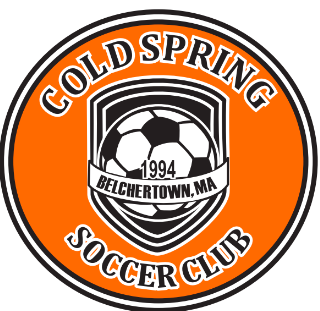 COLD SPRING
1994
BELCHERTOWN, MA
SOCCER CLUB